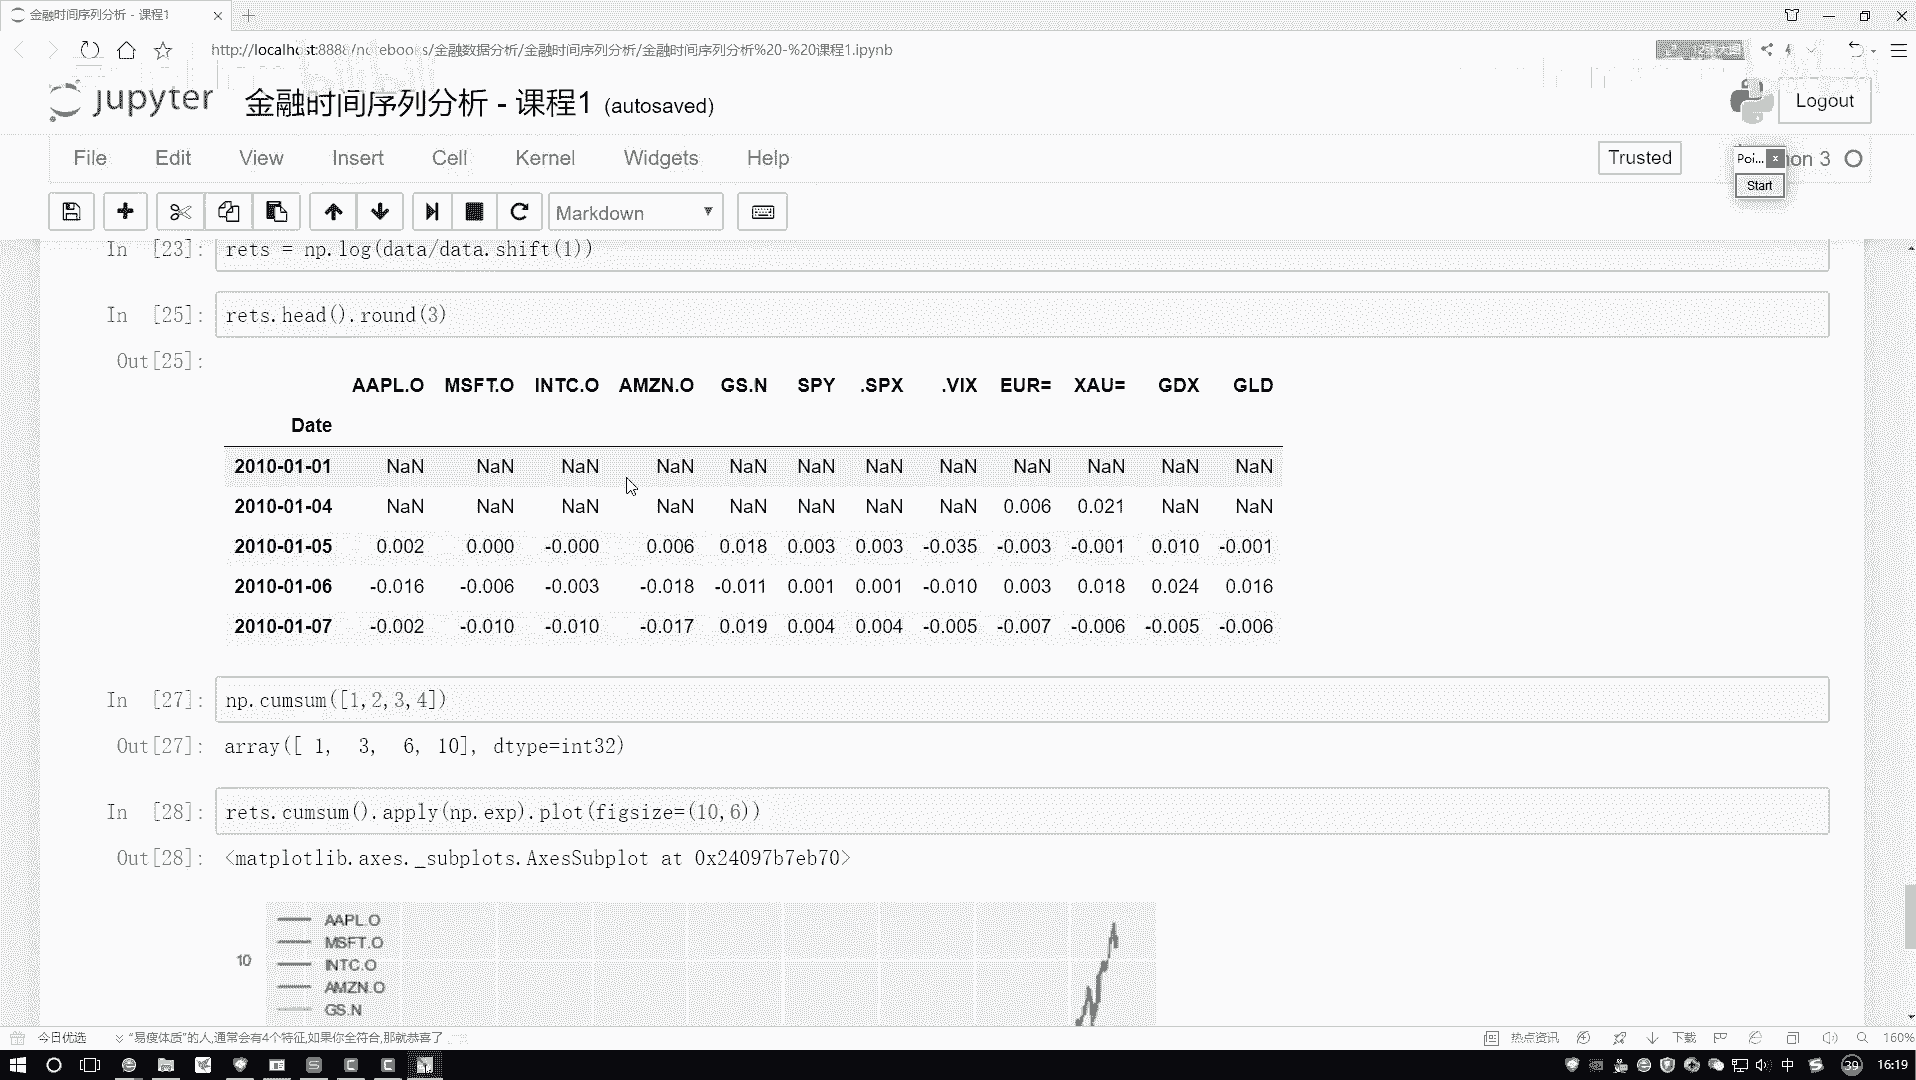 金融时间序列分析 - 课程1
http://localhost:8888/notebooks/金融数据分析/金融时间序列分析/金融时间序列分析%20-%20课程1.ipynb
jupyter 金融时间序列分析 - 课程1 (autosaved)
Logout
File Edit View Insert Cell Kernel Widgets Help
Trusted
Poi...
on 3
Start
Markdown
In [23]: rets = np.log(data/data.shift(1))
In [25]: rets.head().round(3)
Out[25]:
AAPL.O MSFT.O INTC.O AMZN.O GS.N SPY .SPX .VIX EUR= XAU= GDX GLD
Date
2010-01-01 NaN NaN NaN NaN NaN NaN NaN NaN NaN NaN NaN NaN
2010-01-04 NaN NaN NaN NaN NaN NaN NaN NaN 0.006 0.021 NaN NaN
2010-01-05 0.002 0.000 -0.000 0.006 0.018 0.003 0.003 -0.035 -0.003 -0.001 0.010 -0.001
2010-01-06 -0.016 -0.006 -0.003 -0.018 -0.011 0.001 0.001 -0.010 0.003 0.018 0.024 0.016
2010-01-07 -0.002 -0.010 -0.010 -0.017 0.019 0.004 0.004 -0.005 -0.007 -0.006 -0.005 -0.006
In [27]: np.cumsum([1,2,3,4])
Out[27]: array([ 1, 3, 6, 10], dtype=int32)
In [28]: rets.cumsum().apply(np.exp).plot(figsize=(10,6))
Out[28]: <matplotlib.axes._subplots.AxesSubplot at 0x24097b7eb70>
AAPL.O
MSFT.O
10
INTC.O
AMZN.O
GS.N
今日优选 “易瘦体质”的人,通常会有4个特征,如果你全符合,那就恭喜了
热点资讯 下载 160%
中 39 16:19